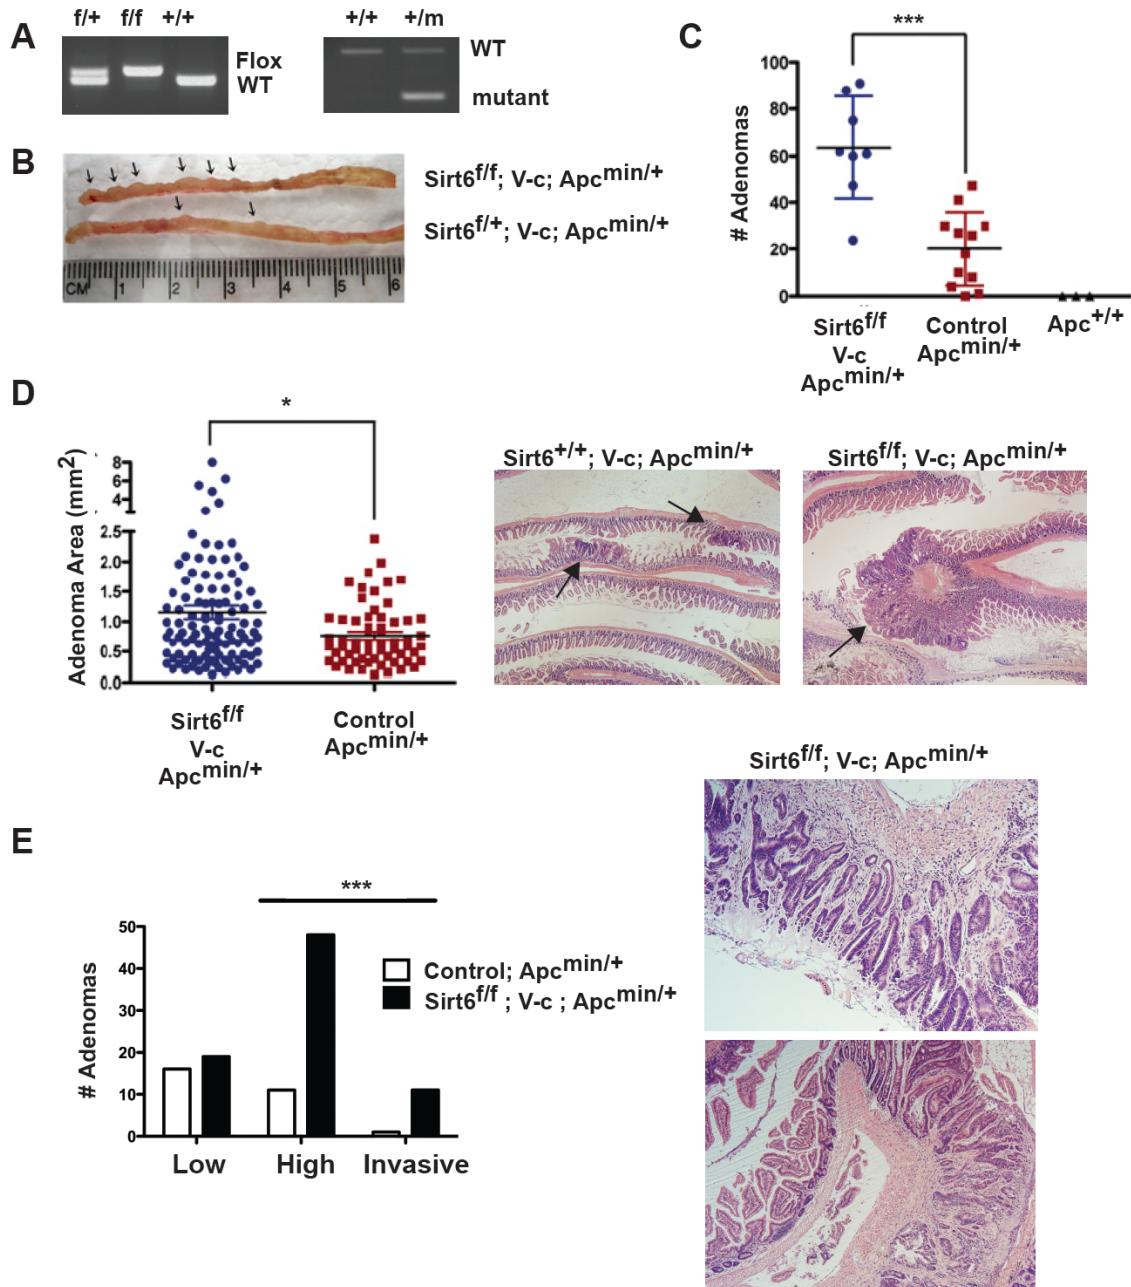 A
f/+ f/f +/+
Flox
WT
+/+ +/m
WT
mutant
B
Sirt6f/f; V-c; Apcmin/+
Sirt6f/+; V-c; Apcmin/+
CM 1 2 3 4 5 6
C
***
# Adenomas
100
80
60
40
20
0
Sirt6f/f
V-c
Apcmin/+
Control
Apcmin/+
Apc+/+
D
*
Adenoma Area (mm2)
8
6
4
2.5
2.0
1.5
1.0
0.5
0.0
Sirt6f/f
V-c
Apcmin/+
Control
Apcmin/+
Sirt6+/+; V-c; Apcmin/+
Sirt6f/f; V-c; Apcmin/+
Sirt6f/f; V-c; Apcmin/+
E
***
# Adenomas
50
40
30
20
10
0
Low High Invasive
Control; Apcmin/+
Sirt6f/f ; V-c ; Apcmin/+